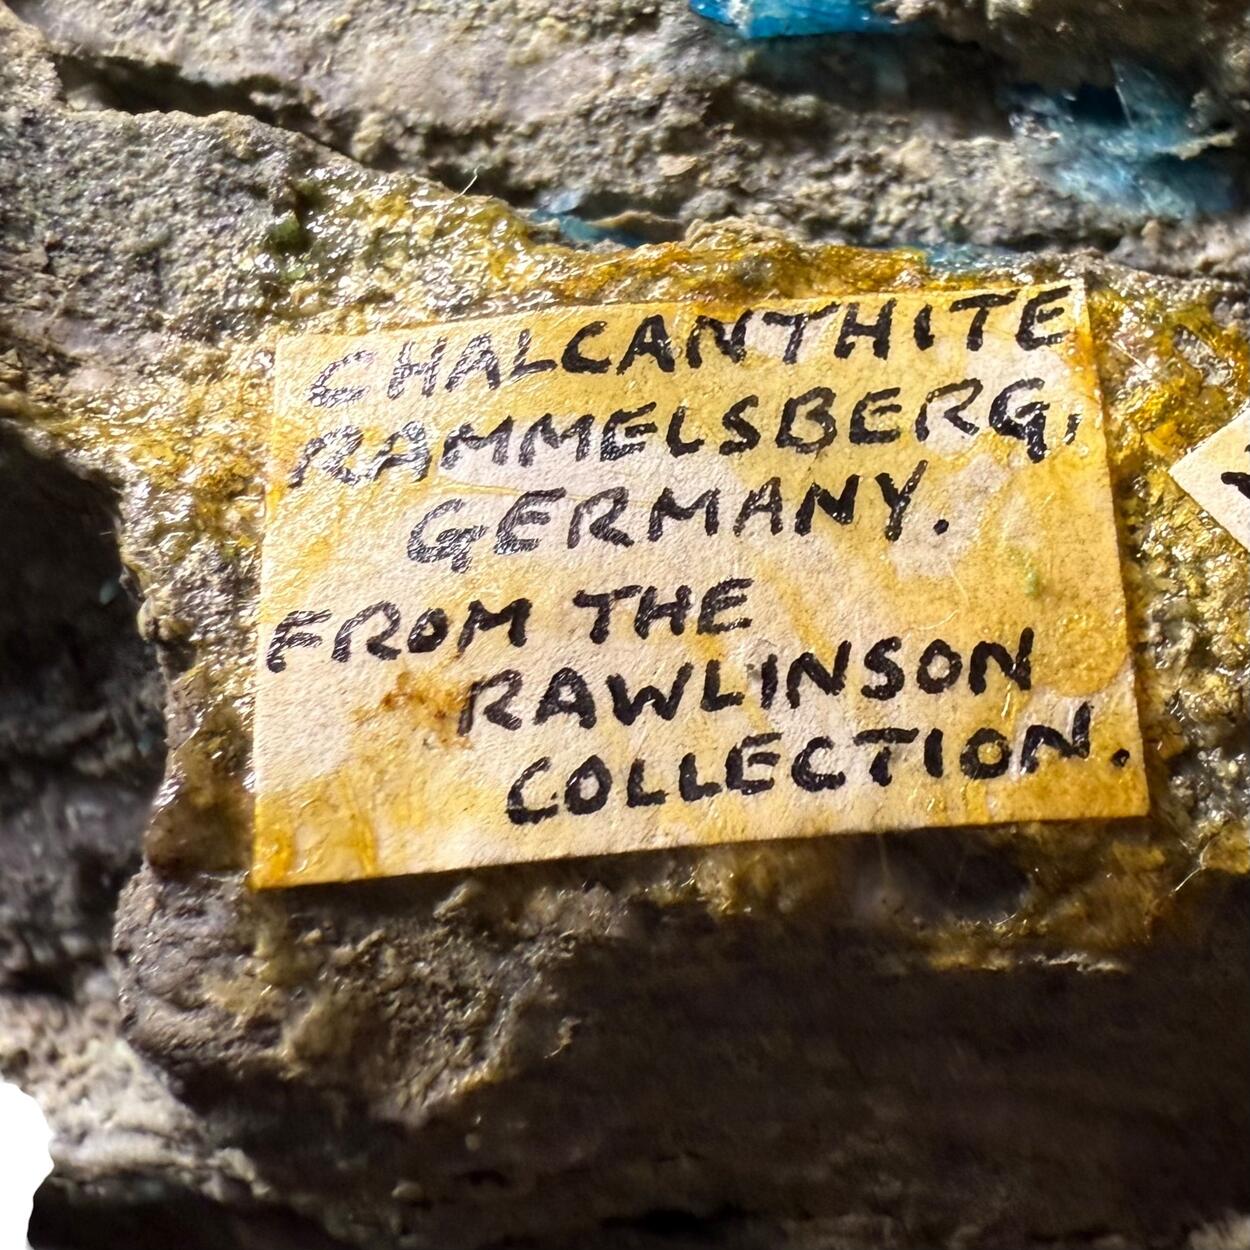 CHALCANTHITE
RAMMELSBERG,
GERMANY.
FROM THE
RAWLINSON
COLLECTION.